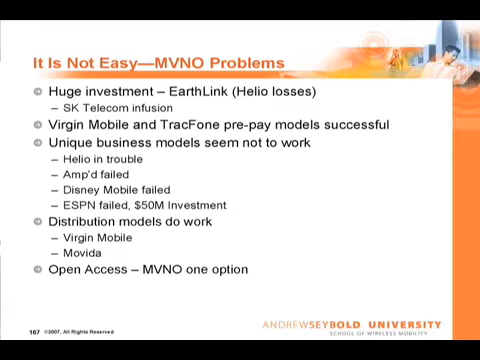 It Is Not Easy—MVNO Problems
Huge investment – EarthLink (Helio losses)
– SK Telecom infusion
Virgin Mobile and TracFone pre-pay models successful
Unique business models seem not to work
– Helio in trouble
– Amp'd failed
– Disney Mobile failed
– ESPN failed, $50M Investment
Distribution models do work
– Virgin Mobile
– Movida
Open Access – MVNO one option
167 ©2007, All Rights Reserved
ANDREWSEYBOLD UNIVERSITY
SCHOOL OF WIRELESS MOBILITY